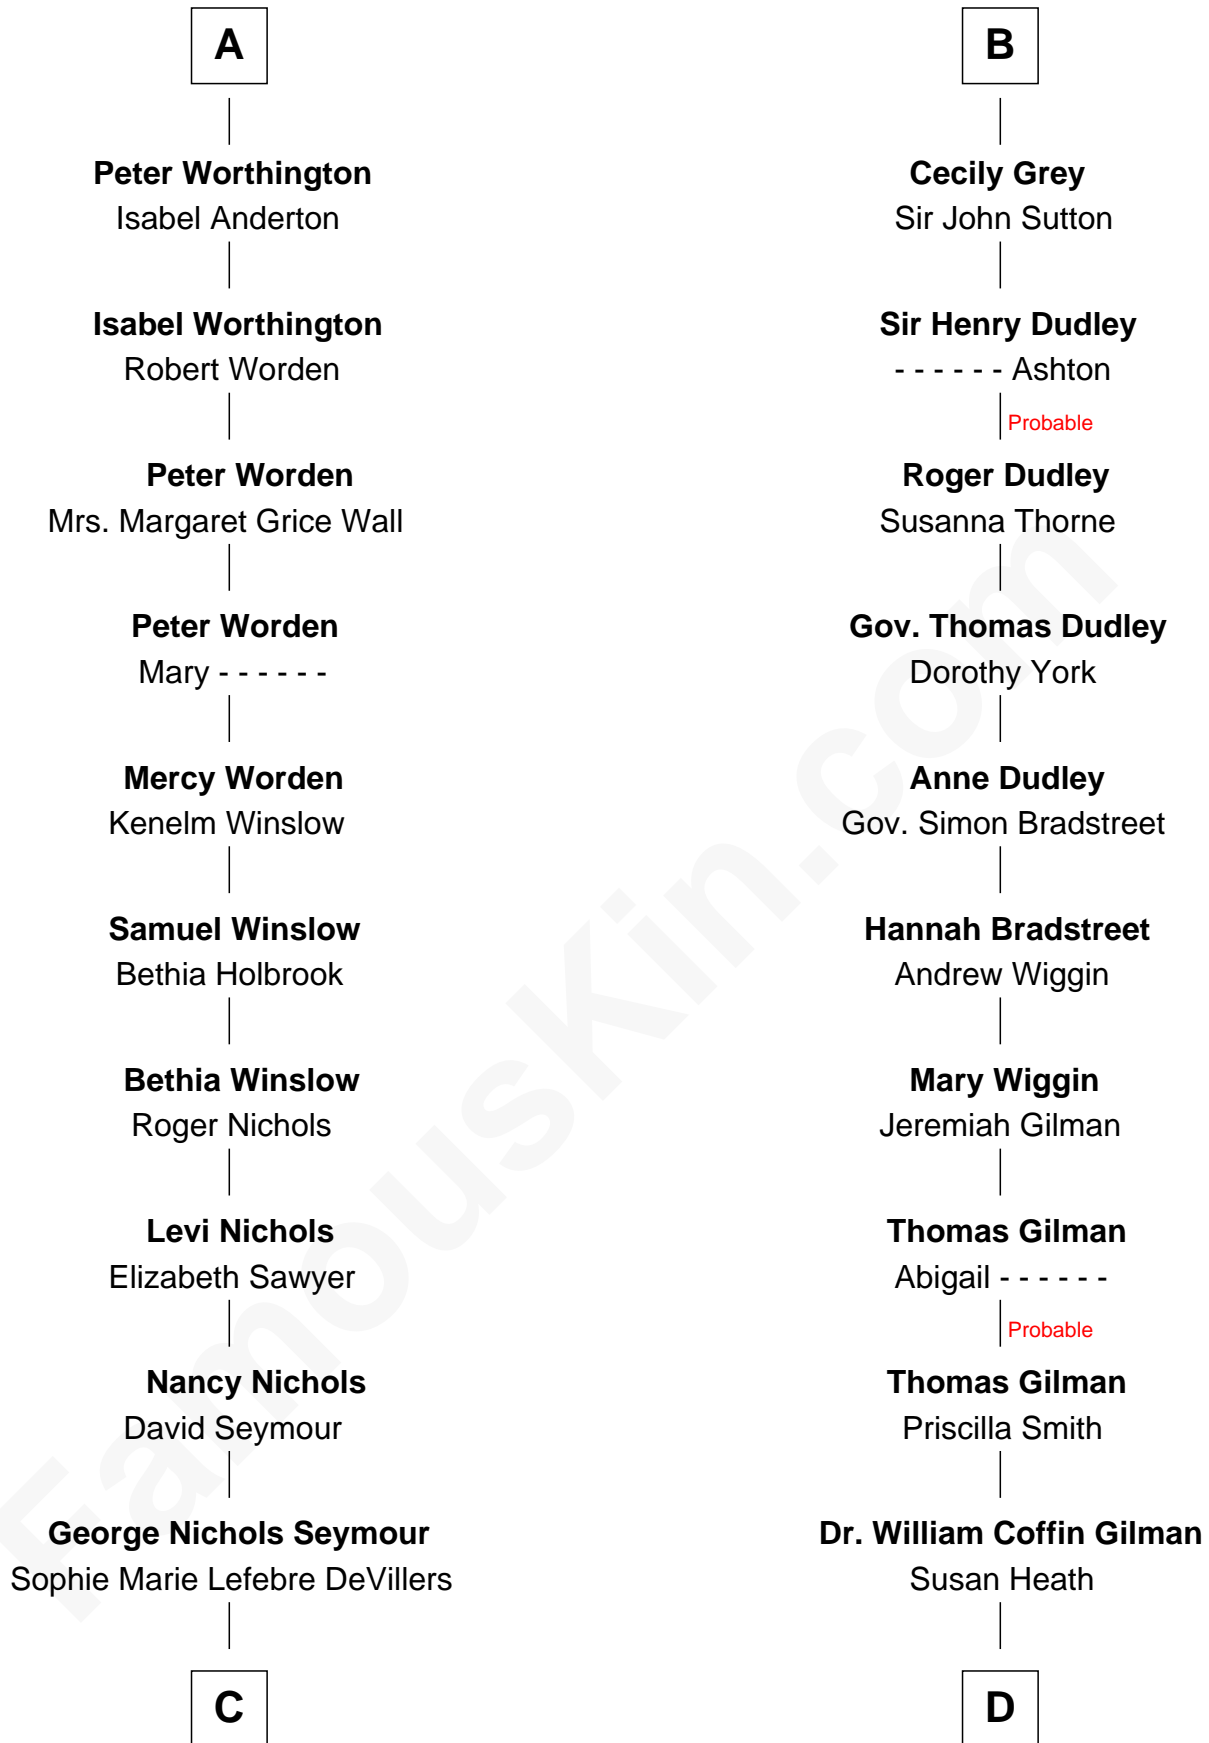 A
Peter Worthington
Isabel Anderton
Isabel Worthington
Robert Worden
Peter Worden
Mrs. Margaret Grice Wall
Peter Worden
Mary - - - - - -
Mercy Worden
Kenelm Winslow
Samuel Winslow
Bethia Holbrook
Bethia Winslow
Roger Nichols
Levi Nichols
Elizabeth Sawyer
Nancy Nichols
David Seymour
George Nichols Seymour
Sophie Marie Lefebre DeVillers
C
B
Cecily Grey
Sir John Sutton
Sir Henry Dudley
- - - - - - Ashton
Probable
Roger Dudley
Susanna Thorne
Gov. Thomas Dudley
Dorothy York
Anne Dudley
Gov. Simon Bradstreet
Hannah Bradstreet
Andrew Wiggin
Mary Wiggin
Jeremiah Gilman
Thomas Gilman
Abigail - - - - - -
Probable
Thomas Gilman
Priscilla Smith
Dr. William Coffin Gilman
Susan Heath
D
FamousKin.com